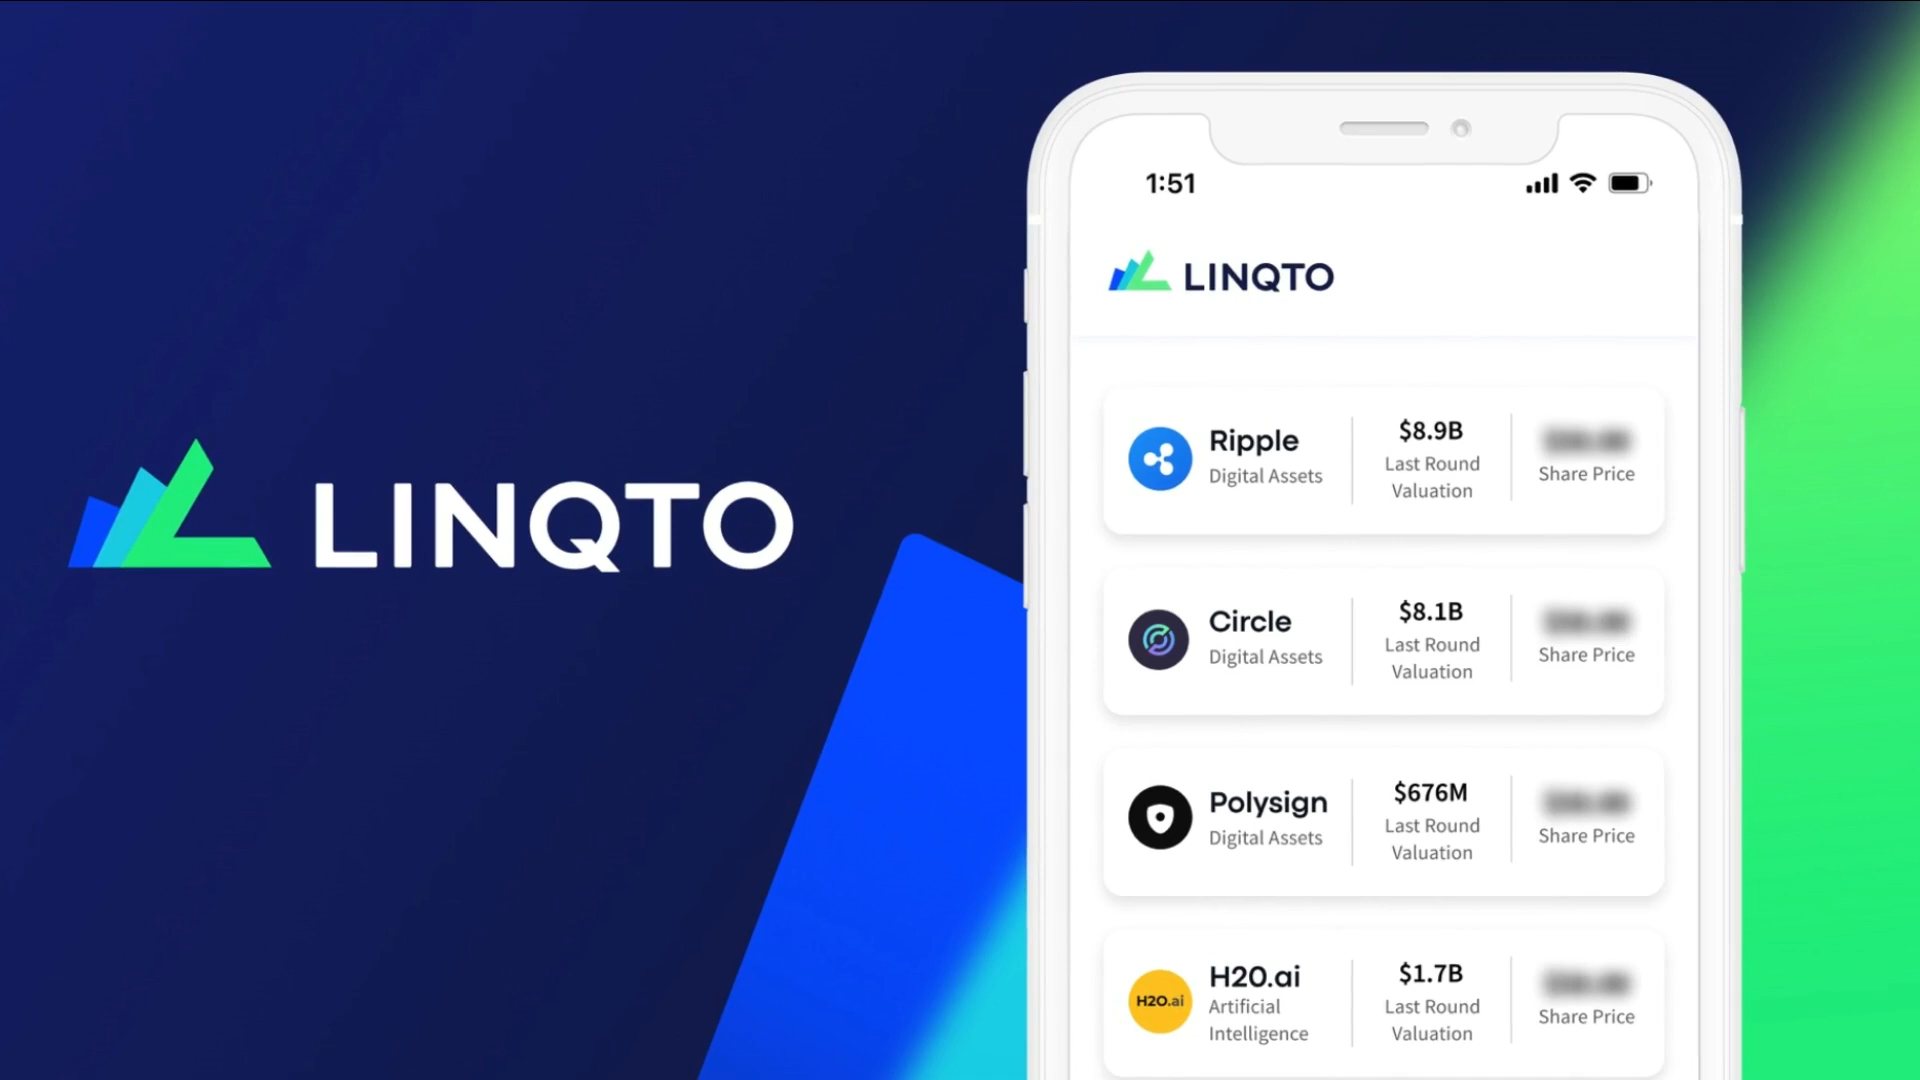 LINQTO
1:51
LINQTO
Ripple
Digital Assets
$8.9B
Last Round
Valuation
Share Price
Circle
Digital Assets
$8.1B
Last Round
Valuation
Share Price
Polysign
Digital Assets
$676M
Last Round
Valuation
Share Price
H2O.ai
H20.ai
Artificial
Intelligence
$1.7B
Last Round
Valuation
Share Price